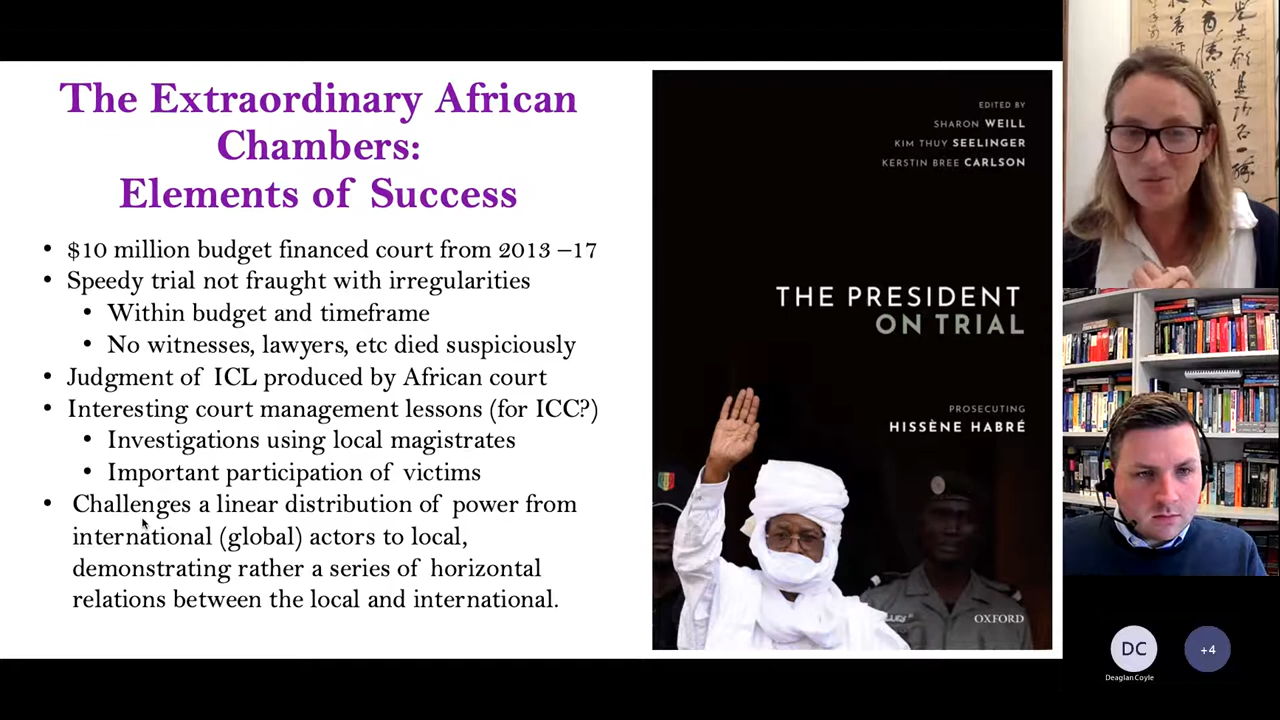 The Extraordinary African
Chambers:
Elements of Success
• $10 million budget financed court from 2013 –17
• Speedy trial not fraught with irregularities
• Within budget and timeframe
• No witnesses, lawyers, etc died suspiciously
• Judgment of ICL produced by African court
• Interesting court management lessons (for ICC?)
• Investigations using local magistrates
• Important participation of victims
• Challenges a linear distribution of power from
international (global) actors to local,
demonstrating rather a series of horizontal
relations between the local and international.
EDITED BY
SHARON WEILL
KIM THUY SEELINGER
KERSTIN BREE CARLSON
THE PRESIDENT
ON TRIAL
PROSECUTING
HISSÈNE HABRÉ
OXFORD
DC
+4
Deaglan Coyle